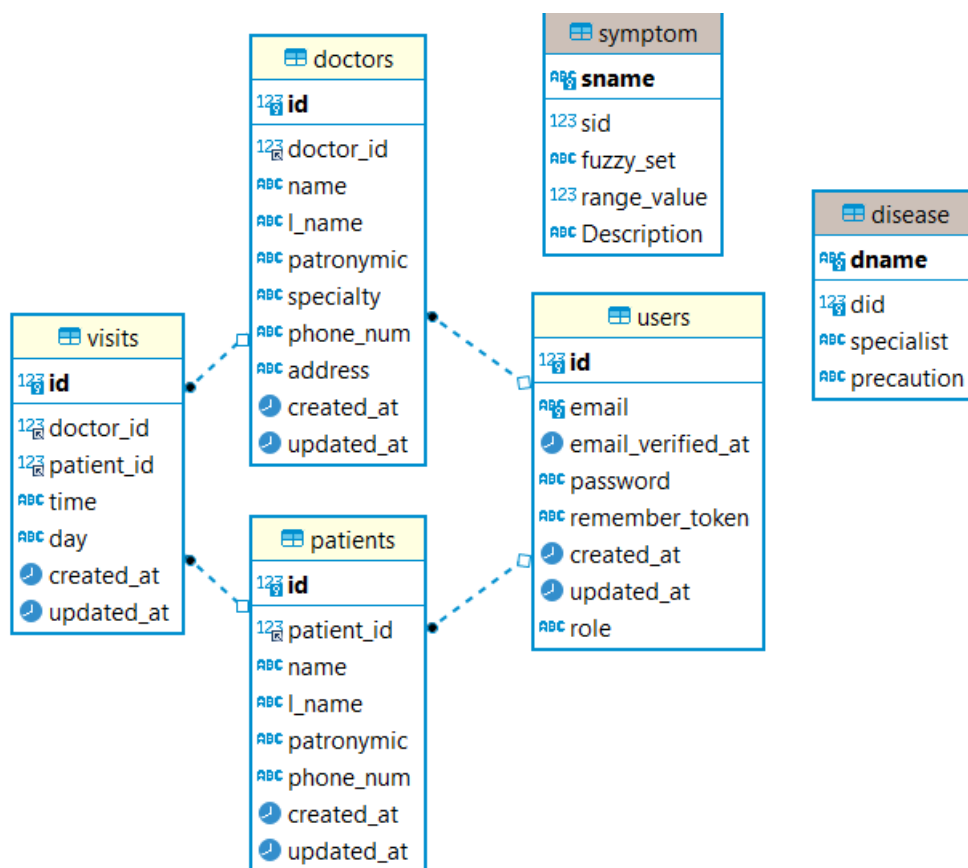 doctors
id
doctor_id
name
l_name
patronymic
specialty
phone_num
address
created_at
updated_at
symptom
sname
sid
fuzzy_set
range_value
Description
disease
dname
did
specialist
precaution
visits
id
doctor_id
patient_id
time
day
created_at
updated_at
users
id
email
email_verified_at
password
remember_token
created_at
updated_at
role
patients
id
patient_id
name
l_name
patronymic
phone_num
created_at
updated_at